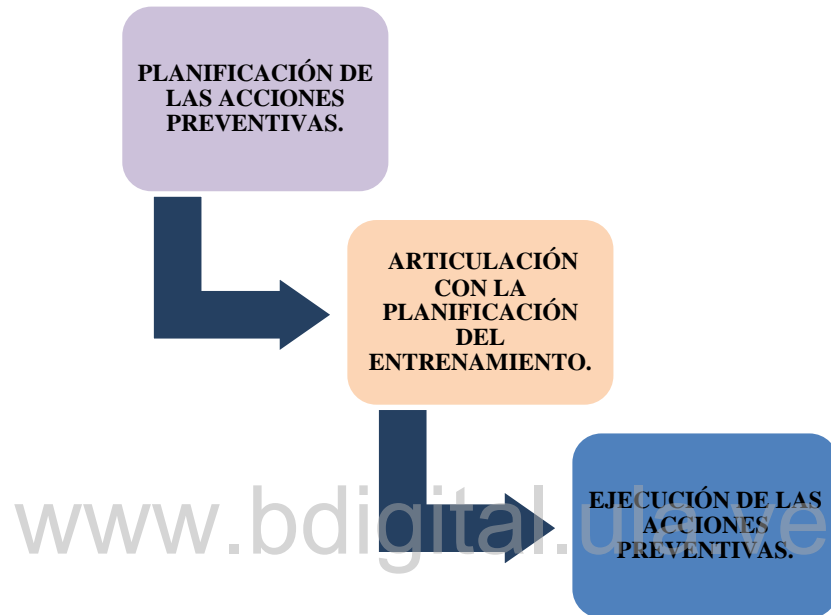 PLANIFICACIÓN DE
LAS ACCIONES
PREVENTIVAS.
ARTICULACIÓN
CON LA
PLANIFICACIÓN
DEL
ENTRENAMIENTO.
EJECUCIÓN DE LAS
ACCIONES
PREVENTIVAS.
www.bdigital.ula.ve